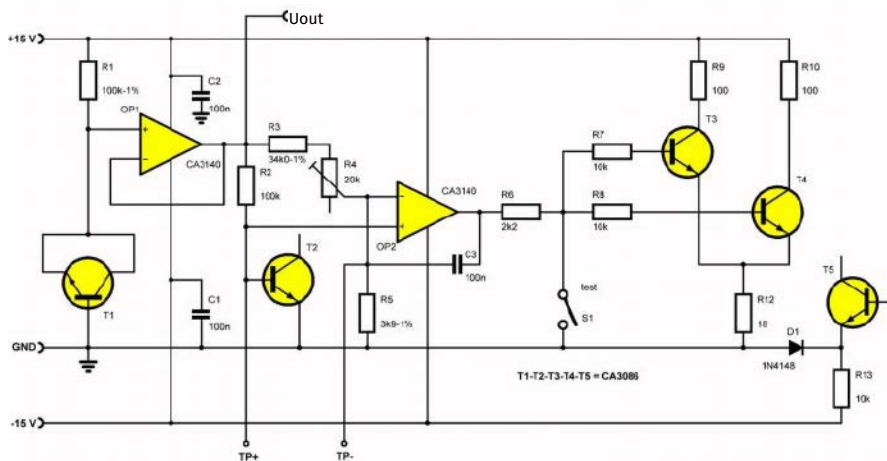 Uout
+15 V
R1
100k-1%
C2
100n
OP1
CA3140
R3
34k0-1%
R4
20k
R2
100k
CA3140
OP2
C3
100n
R6
2k2
R7
10k
R8
10k
R9
100
R10
100
T3
T4
T2
T5
T1
C1
100n
R5
3k9-1%
test
S1
R12
10
D1
1N4148
R13
10k
GND
T1-T2-T3-T4-T5 = CA3086
-15 V
TP+
TP-